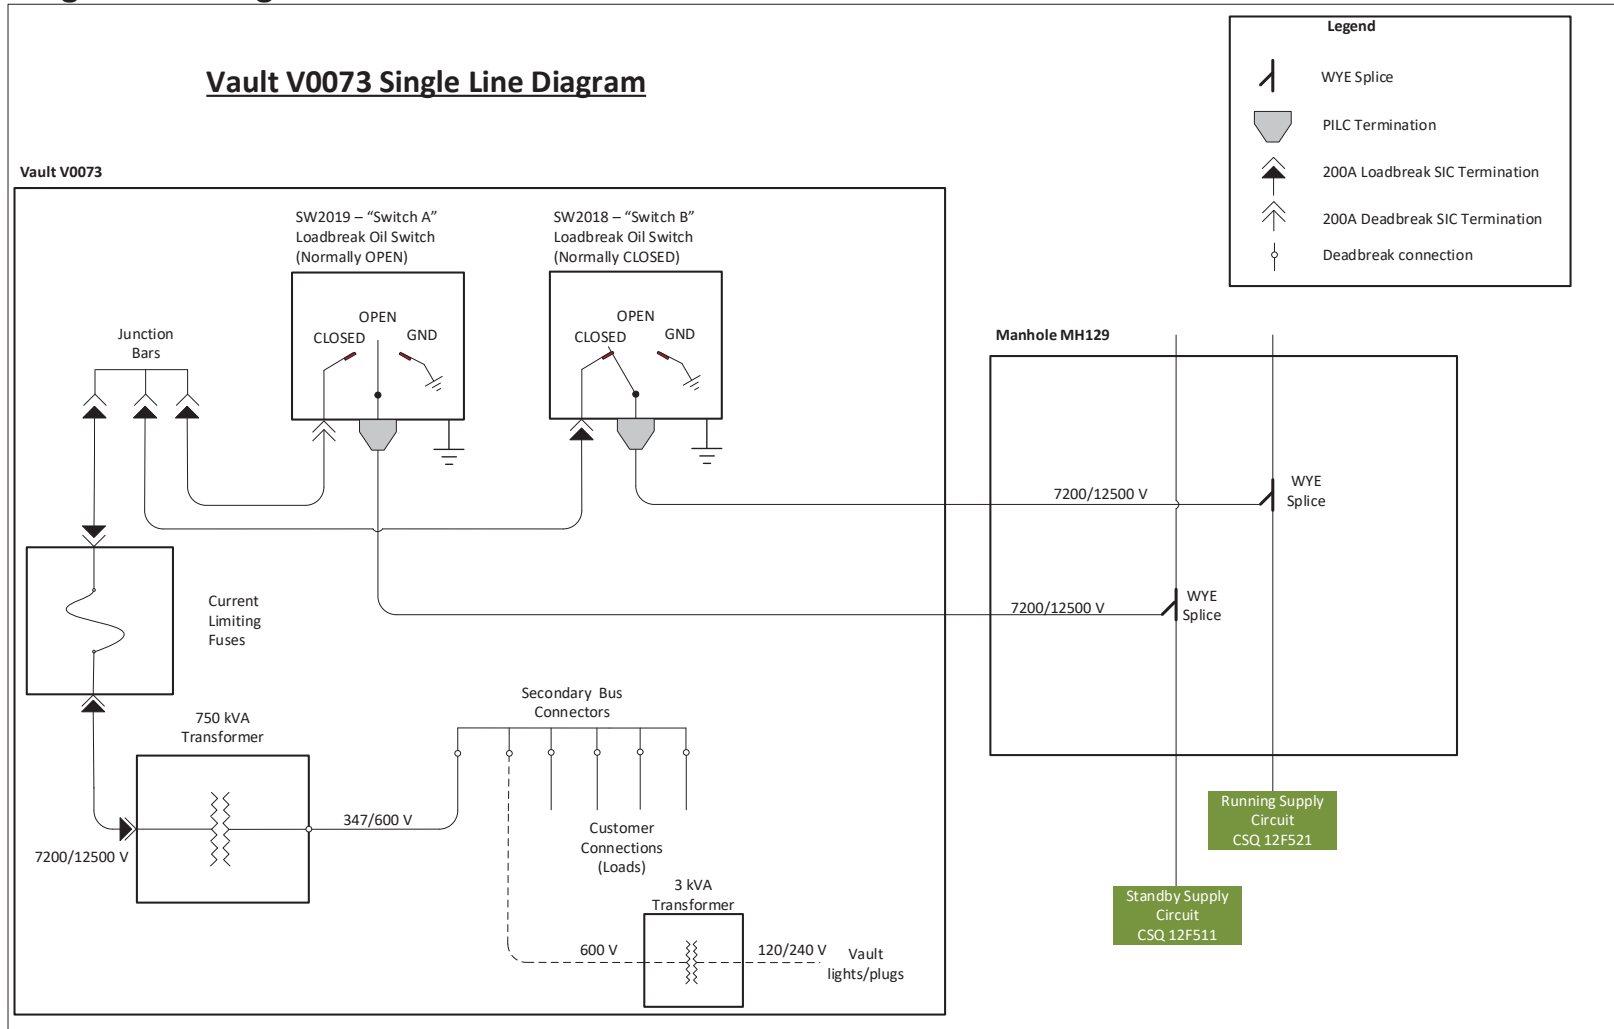 Vault V0073 Single Line Diagram
Legend
WYE Splice
PILC Termination
200A Loadbreak SIC Termination
200A Deadbreak SIC Termination
Deadbreak connection
Vault V0073
SW2019 – “Switch A”
Loadbreak Oil Switch
(Normally OPEN)
SW2018 – “Switch B”
Loadbreak Oil Switch
(Normally CLOSED)
OPEN
CLOSED
GND
OPEN
CLOSED
GND
Junction
Bars
Manhole MH129
7200/12500 V
WYE
Splice
7200/12500 V
WYE
Splice
Current
Limiting
Fuses
750 kVA
Transformer
7200/12500 V
347/600 V
Secondary Bus
Connectors
Customer
Connections
(Loads)
3 kVA
Transformer
600 V
120/240 V
Vault
lights/plugs
Running Supply
Circuit
CSQ 12F521
Standby Supply
Circuit
CSQ 12F511